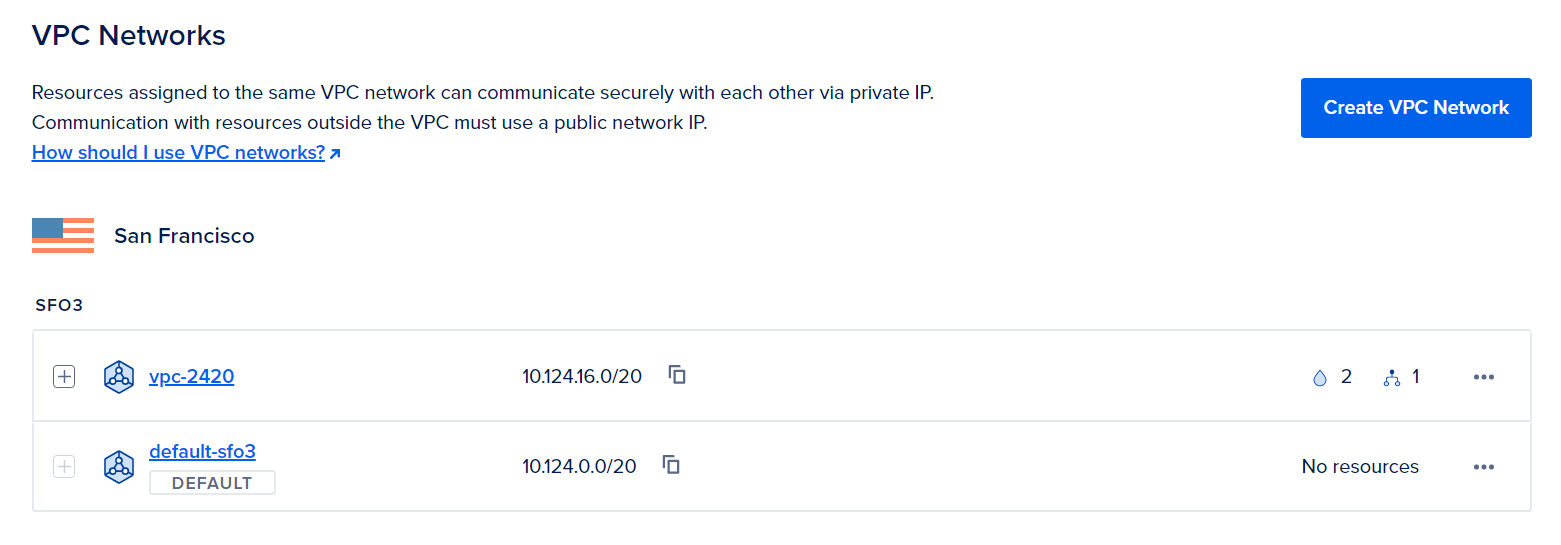 VPC Networks
Resources assigned to the same VPC network can communicate securely with each other via private IP.
Communication with resources outside the VPC must use a public network IP.
How should I use VPC networks?
Create VPC Network
San Francisco
SFO3
vpc-2420 10.124.16.0/20 2 1
default-sfo3
DEFAULT
10.124.0.0/20 No resources